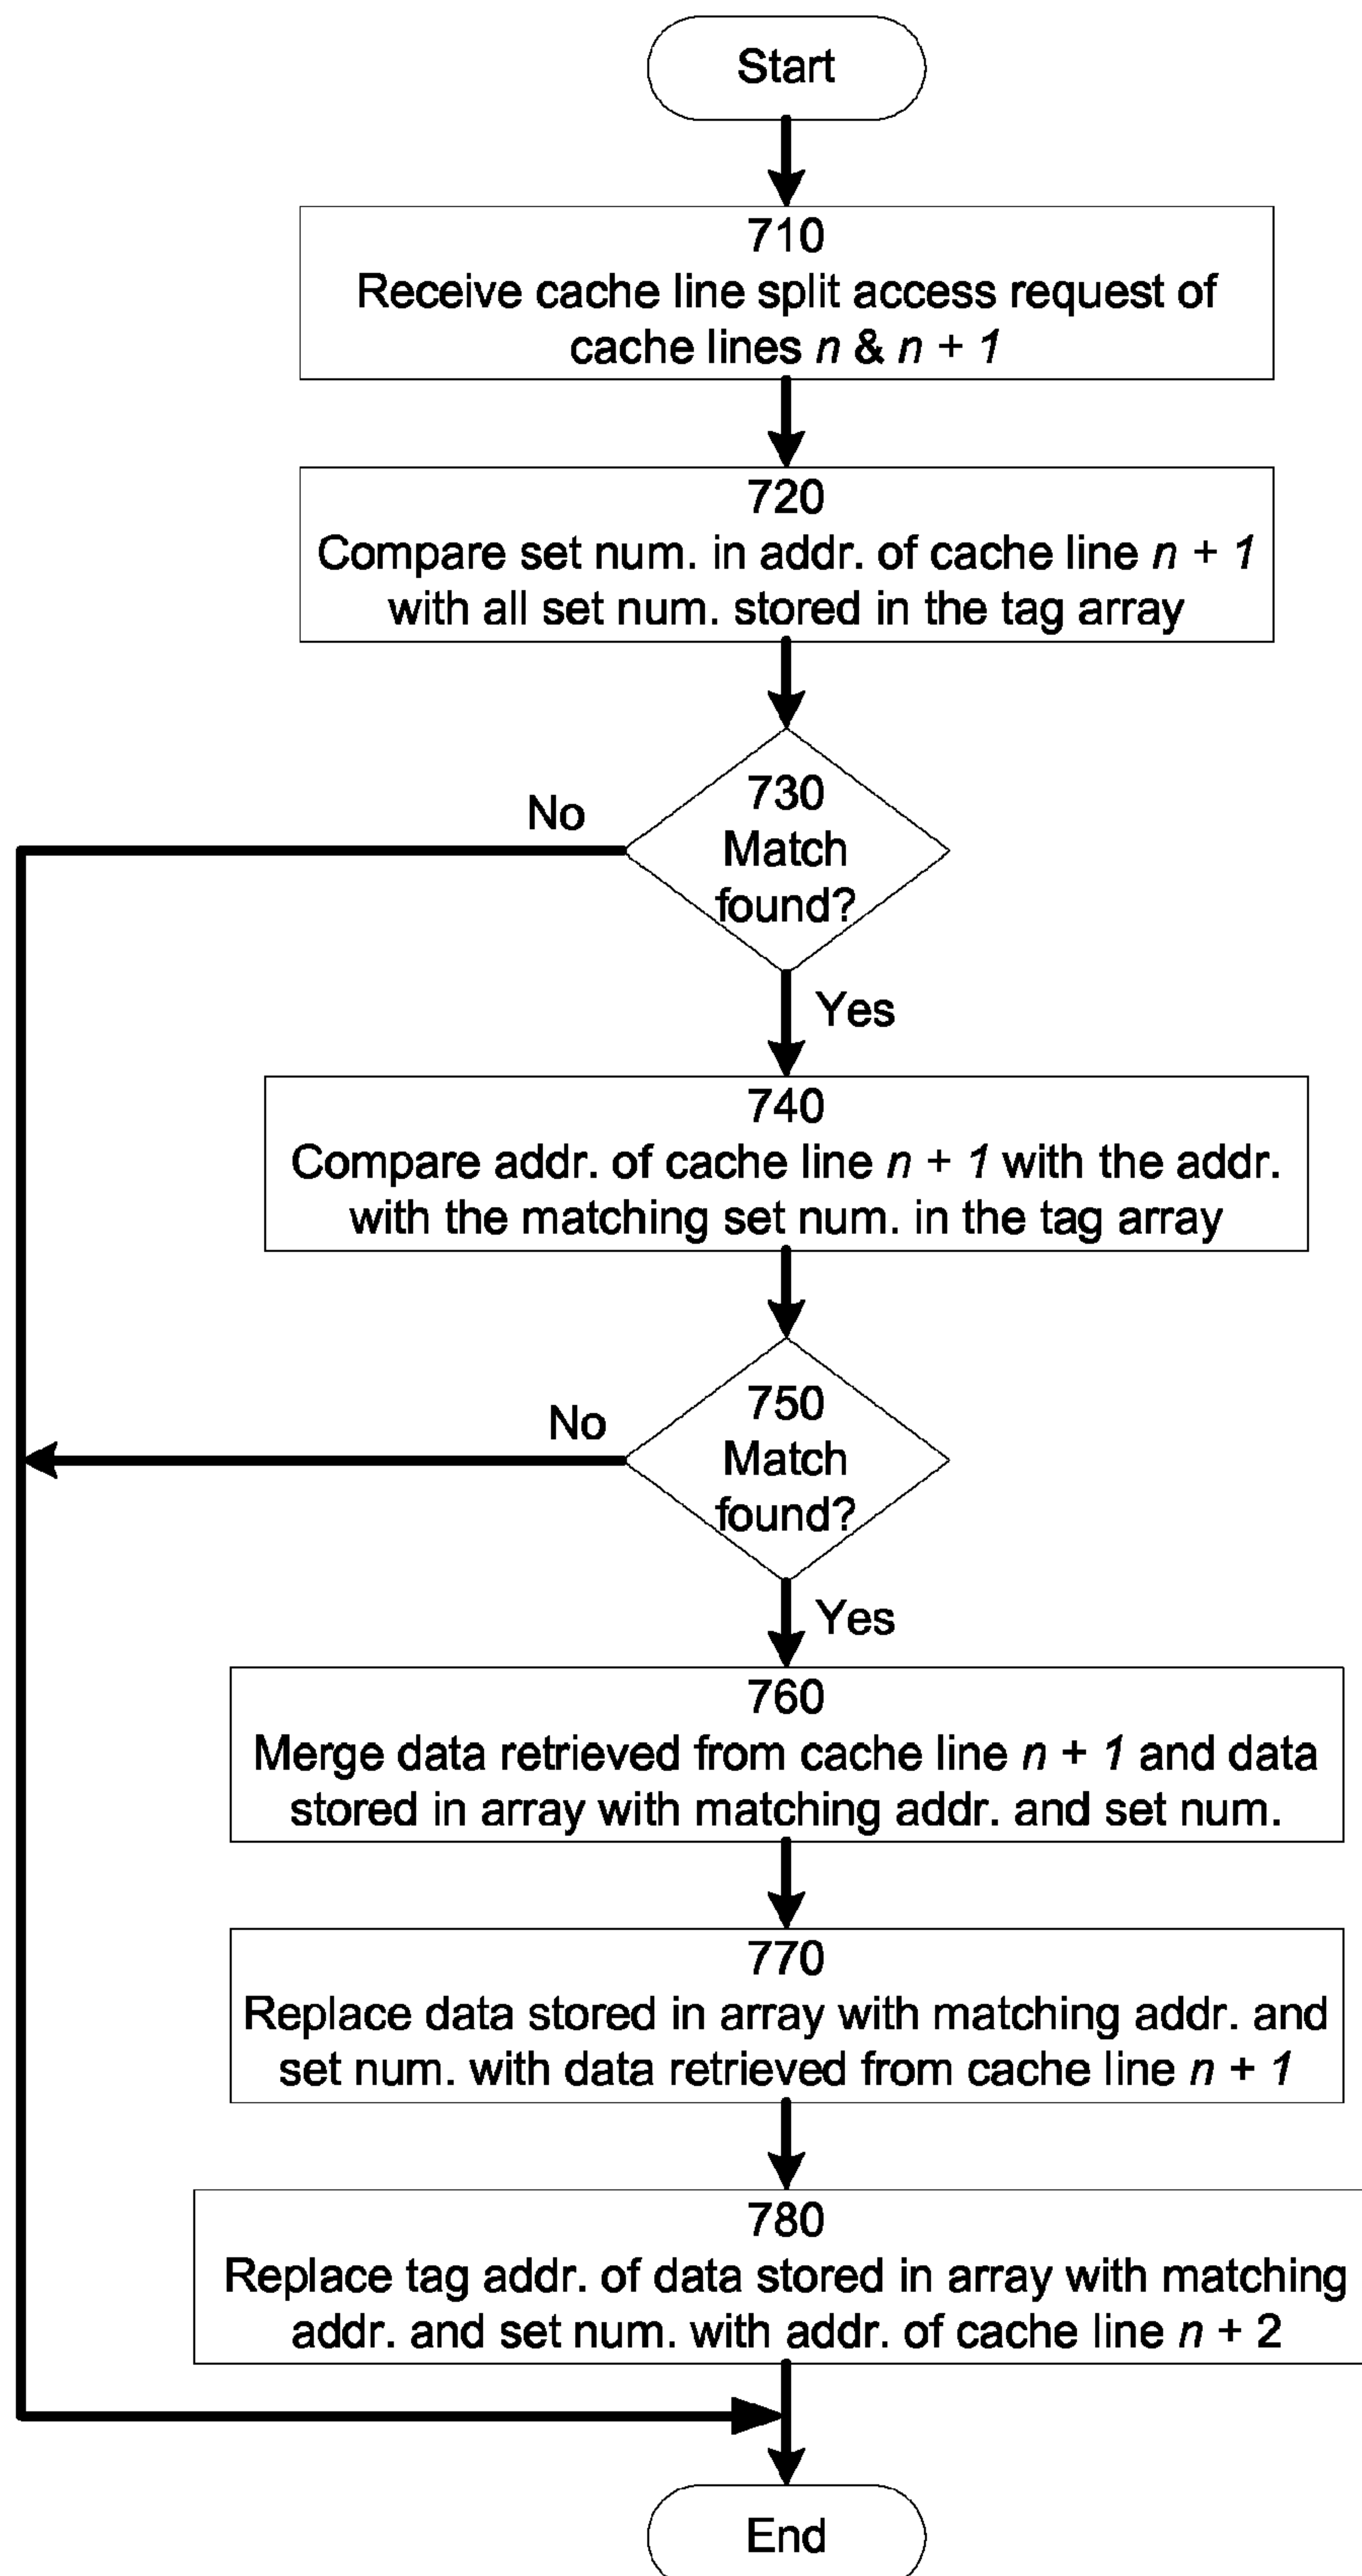 Start
710
Receive cache line split access request of
cache lines n & n + 1
720
Compare set num. in addr. of cache line n + 1
with all set num. stored in the tag array
No
730
Match
found?
Yes
740
Compare addr. of cache line n + 1 with the addr.
with the matching set num. in the tag array
No
750
Match
found?
Yes
760
Merge data retrieved from cache line n + 1 and data
stored in array with matching addr. and set num.
770
Replace data stored in array with matching addr. and
set num. with data retrieved from cache line n + 1
780
Replace tag addr. of data stored in array with matching
addr. and set num. with addr. of cache line n + 2
End